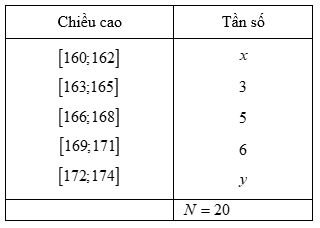 Chiều cao Tần số
[160;162] x
[163;165] 3
[166;168] 5
[169;171] 6
[172;174] y
N = 20